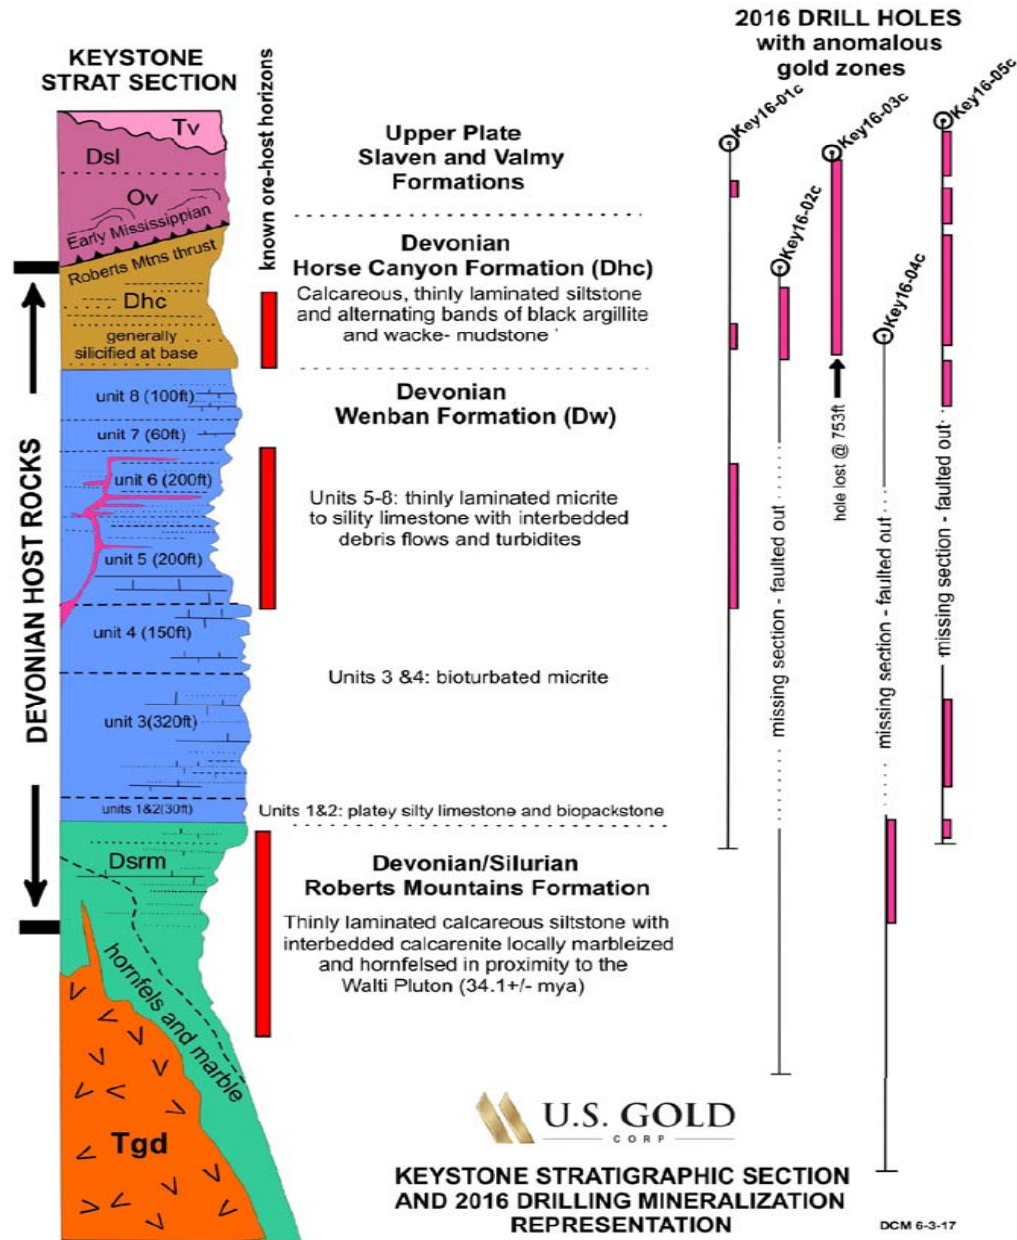 KEYSTONE
STRAT SECTION
known ore-host horizons
2016 DRILL HOLES
with anomalous
gold zones
Key16-01c
Key16-02c
Key16-03c
Key16-04c
Key16-05c
Tv
Dsl
Ov
Early Mississippian
Roberts Mtns thrust
Dhc
generally
silicified at base
unit 8 (100ft)
unit 7 (60ft)
unit 6 (200ft)
unit 5 (200ft)
unit 4 (150ft)
unit 3(320ft)
units 1&2(30ft)
Dsrm
hornfels and marble
Tgd
DEVONIAN HOST ROCKS
Upper Plate
Slaven and Valmy
Formations
Devonian
Horse Canyon Formation (Dhc)
Calcareous, thinly laminated siltstone
and alternating bands of black argillite
and wacke- mudstone
Devonian
Wenban Formation (Dw)
Units 5-8: thinly laminated micrite
to sility limestone with interbedded
debris flows and turbidites
Units 3 &4: bioturbated micrite
Units 1&2: platey silty limestone and biopackstone
Devonian/Silurian
Roberts Mountains Formation
Thinly laminated calcareous siltstone with
interbedded calcarenite locally marbleized
and hornfelsed in proximity to the
Walti Pluton (34.1+/- mya)
missing section - faulted out
hole lost @ 753ft
missing section - faulted out
missing section - faulted out
U.S. GOLD
CORP
KEYSTONE STRATIGRAPHIC SECTION
AND 2016 DRILLING MINERALIZATION
REPRESENTATION
DCM 6-3-17